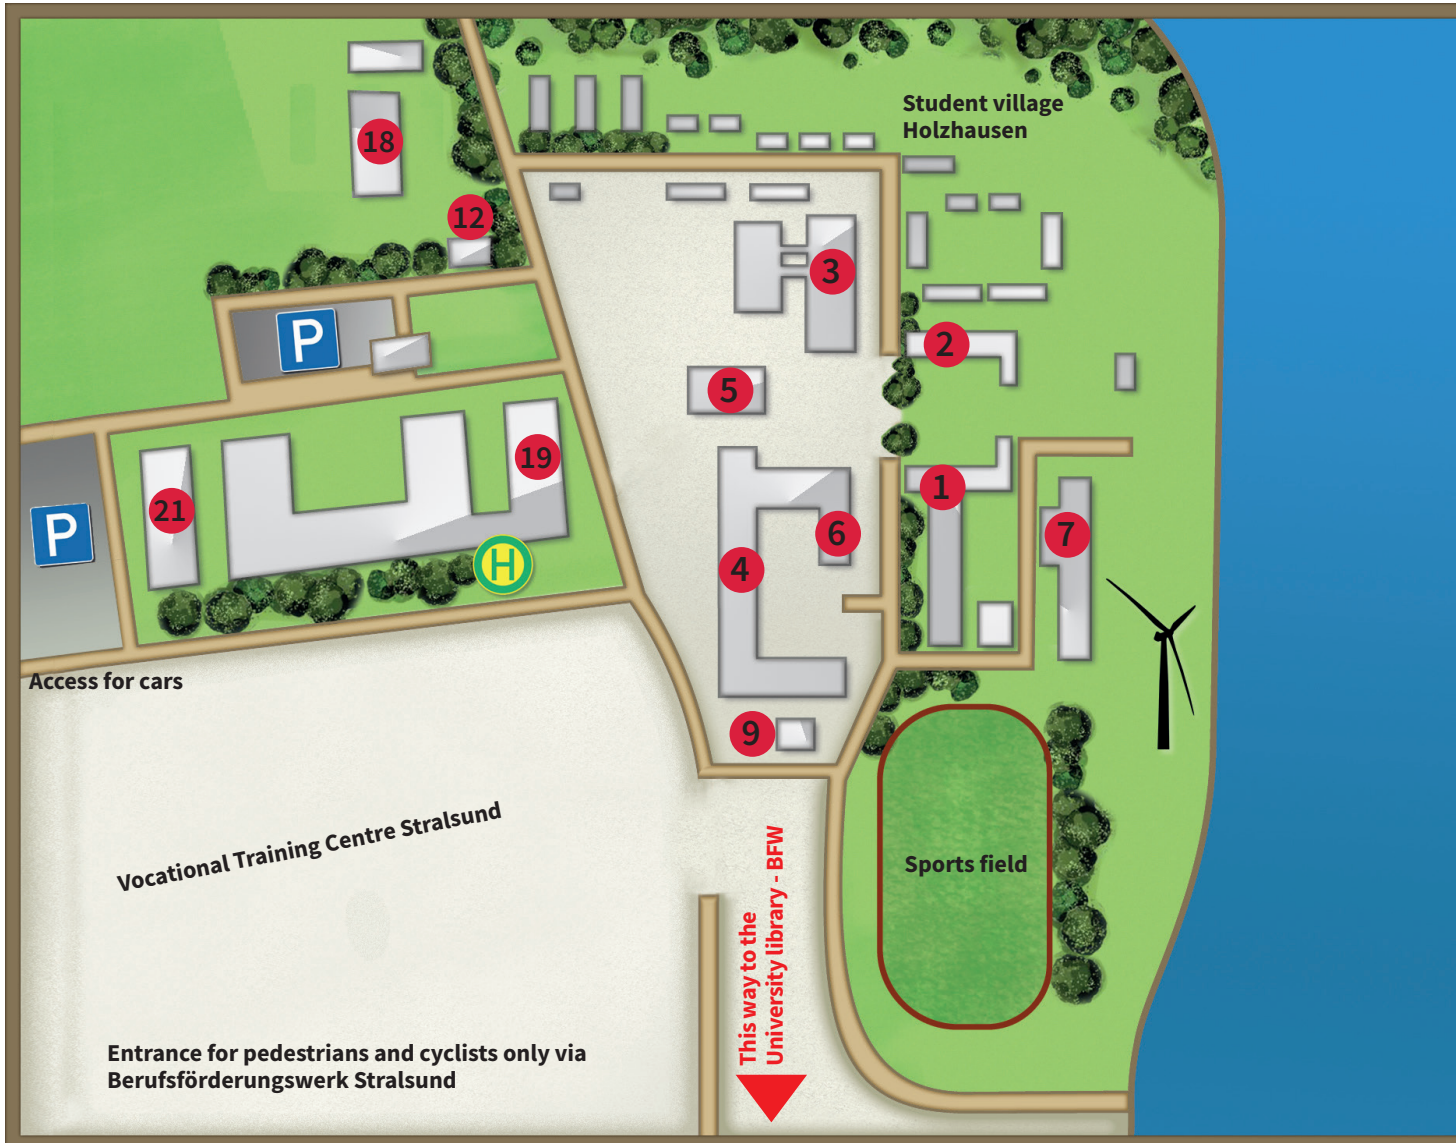 Student village
Holzhausen
18
12
3
P
2
5
19
1
21
6
7
P
4
H
Access for cars
9
Vocational Training Centre Stralsund
Sports field
This way to the
University library - BFW
Entrance for pedestrians and cyclists only via
Berufsförderungswerk Stralsund